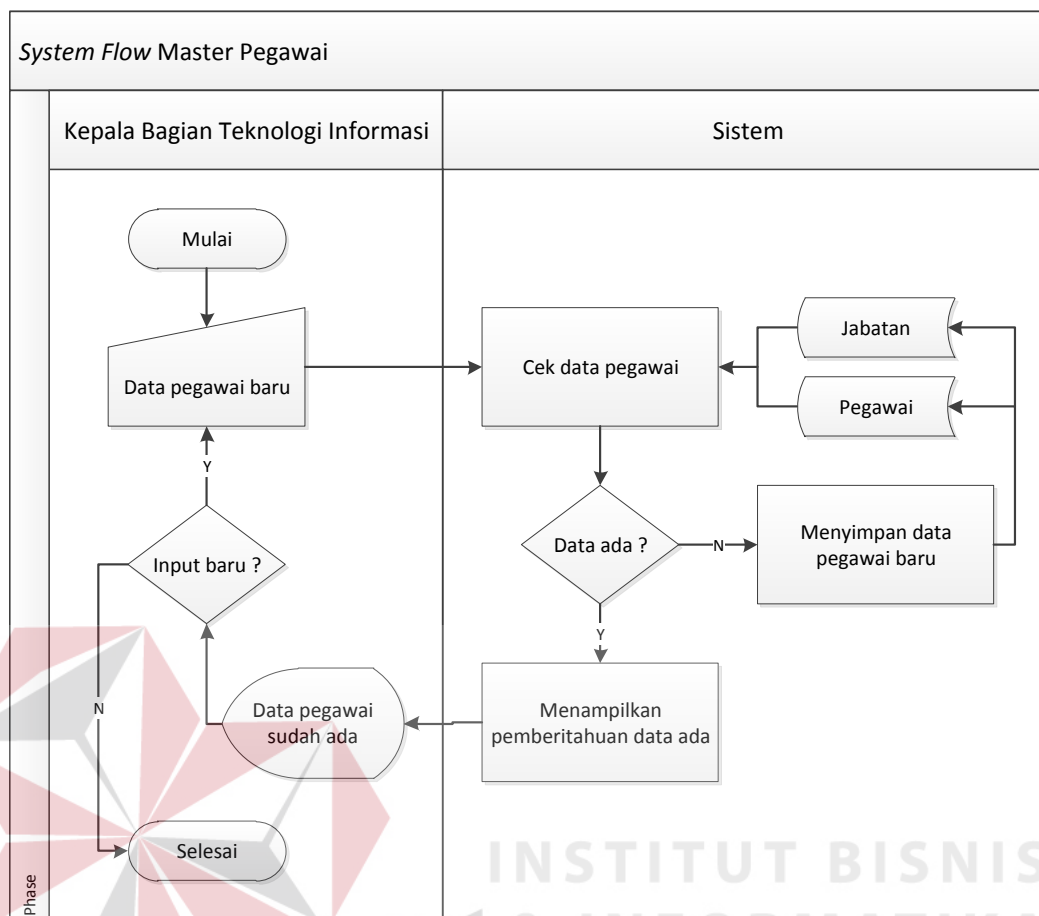 System Flow Master Pegawai
Kepala Bagian Teknologi Informasi
Sistem
Mulai
Data pegawai baru
Cek data pegawai
Jabatan
Pegawai
Y
Input baru ?
Data ada ?
N
Menyimpan data
pegawai baru
Y
N
Data pegawai
sudah ada
Menampilkan
pemberitahuan data ada
Selesai
Phase
INSTITUT BISNIS